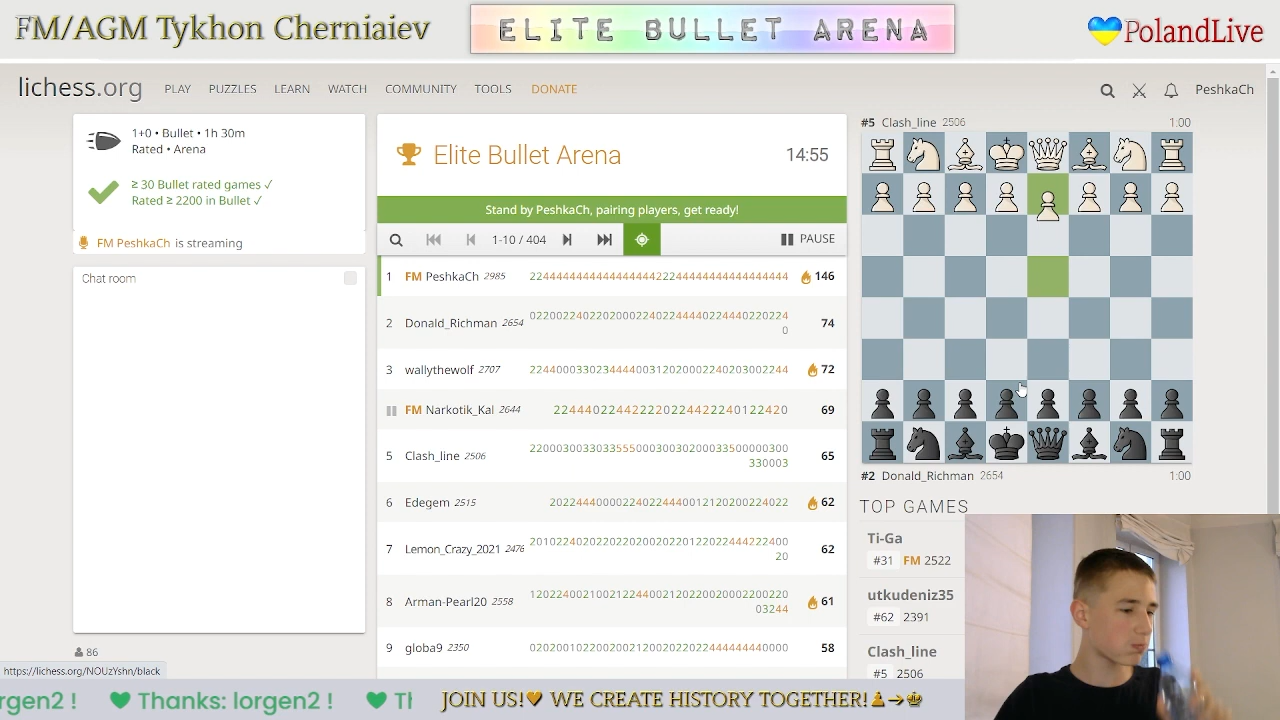 FM/AGM Tykhon Cherniaiev
ELITE BULLET ARENA
PolandLive
lichess.org
PLAY PUZZLES LEARN WATCH COMMUNITY TOOLS DONATE
PeshkaCh
1+0 • Bullet • 1h 30m
Rated • Arena
≥ 30 Bullet rated games ✓
Rated ≥ 2200 in Bullet ✓
FM PeshkaCh is streaming
Chat room
86
https://lichess.org/NOUzYshn/black
Elite Bullet Arena 14:55
Stand by PeshkaCh, pairing players, get ready!
1-10 / 404 PAUSE
1 FM PeshkaCh 2985 146
2 Donald_Richman 2654 74
3 wallythewolf 2707 72
FM Narkotik_Kal 2644 69
5 Clash_line 2506 65
6 Edegem 2515 62
7 Lemon_Crazy_2021 2476 62
8 Arman-Pearl20 2558 61
9 globa9 2350 58
#5 Clash_line 2506 1:00
#2 Donald_Richman 2654 1:00
TOP GAMES
Ti-Ga
#31 FM 2522
utkudeniz35
#62 2391
Clash_line
#5 2506
rgen2 ! Thanks: lorgen2 ! Tl
JOIN US! WE CREATE HISTORY TOGETHER!